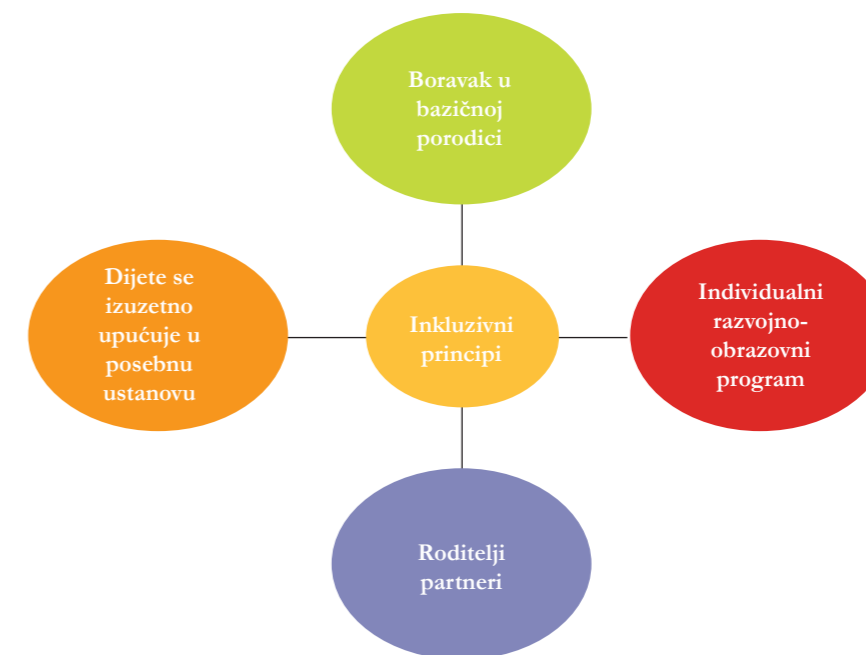 Boravak u
bazičnoj
porodici
Dijete se
izuzetno
upućuje u
posebnu
ustanovu
Inkluzivni
principi
Individualni
razvojno-
obrazovni
program
Roditelji
partneri